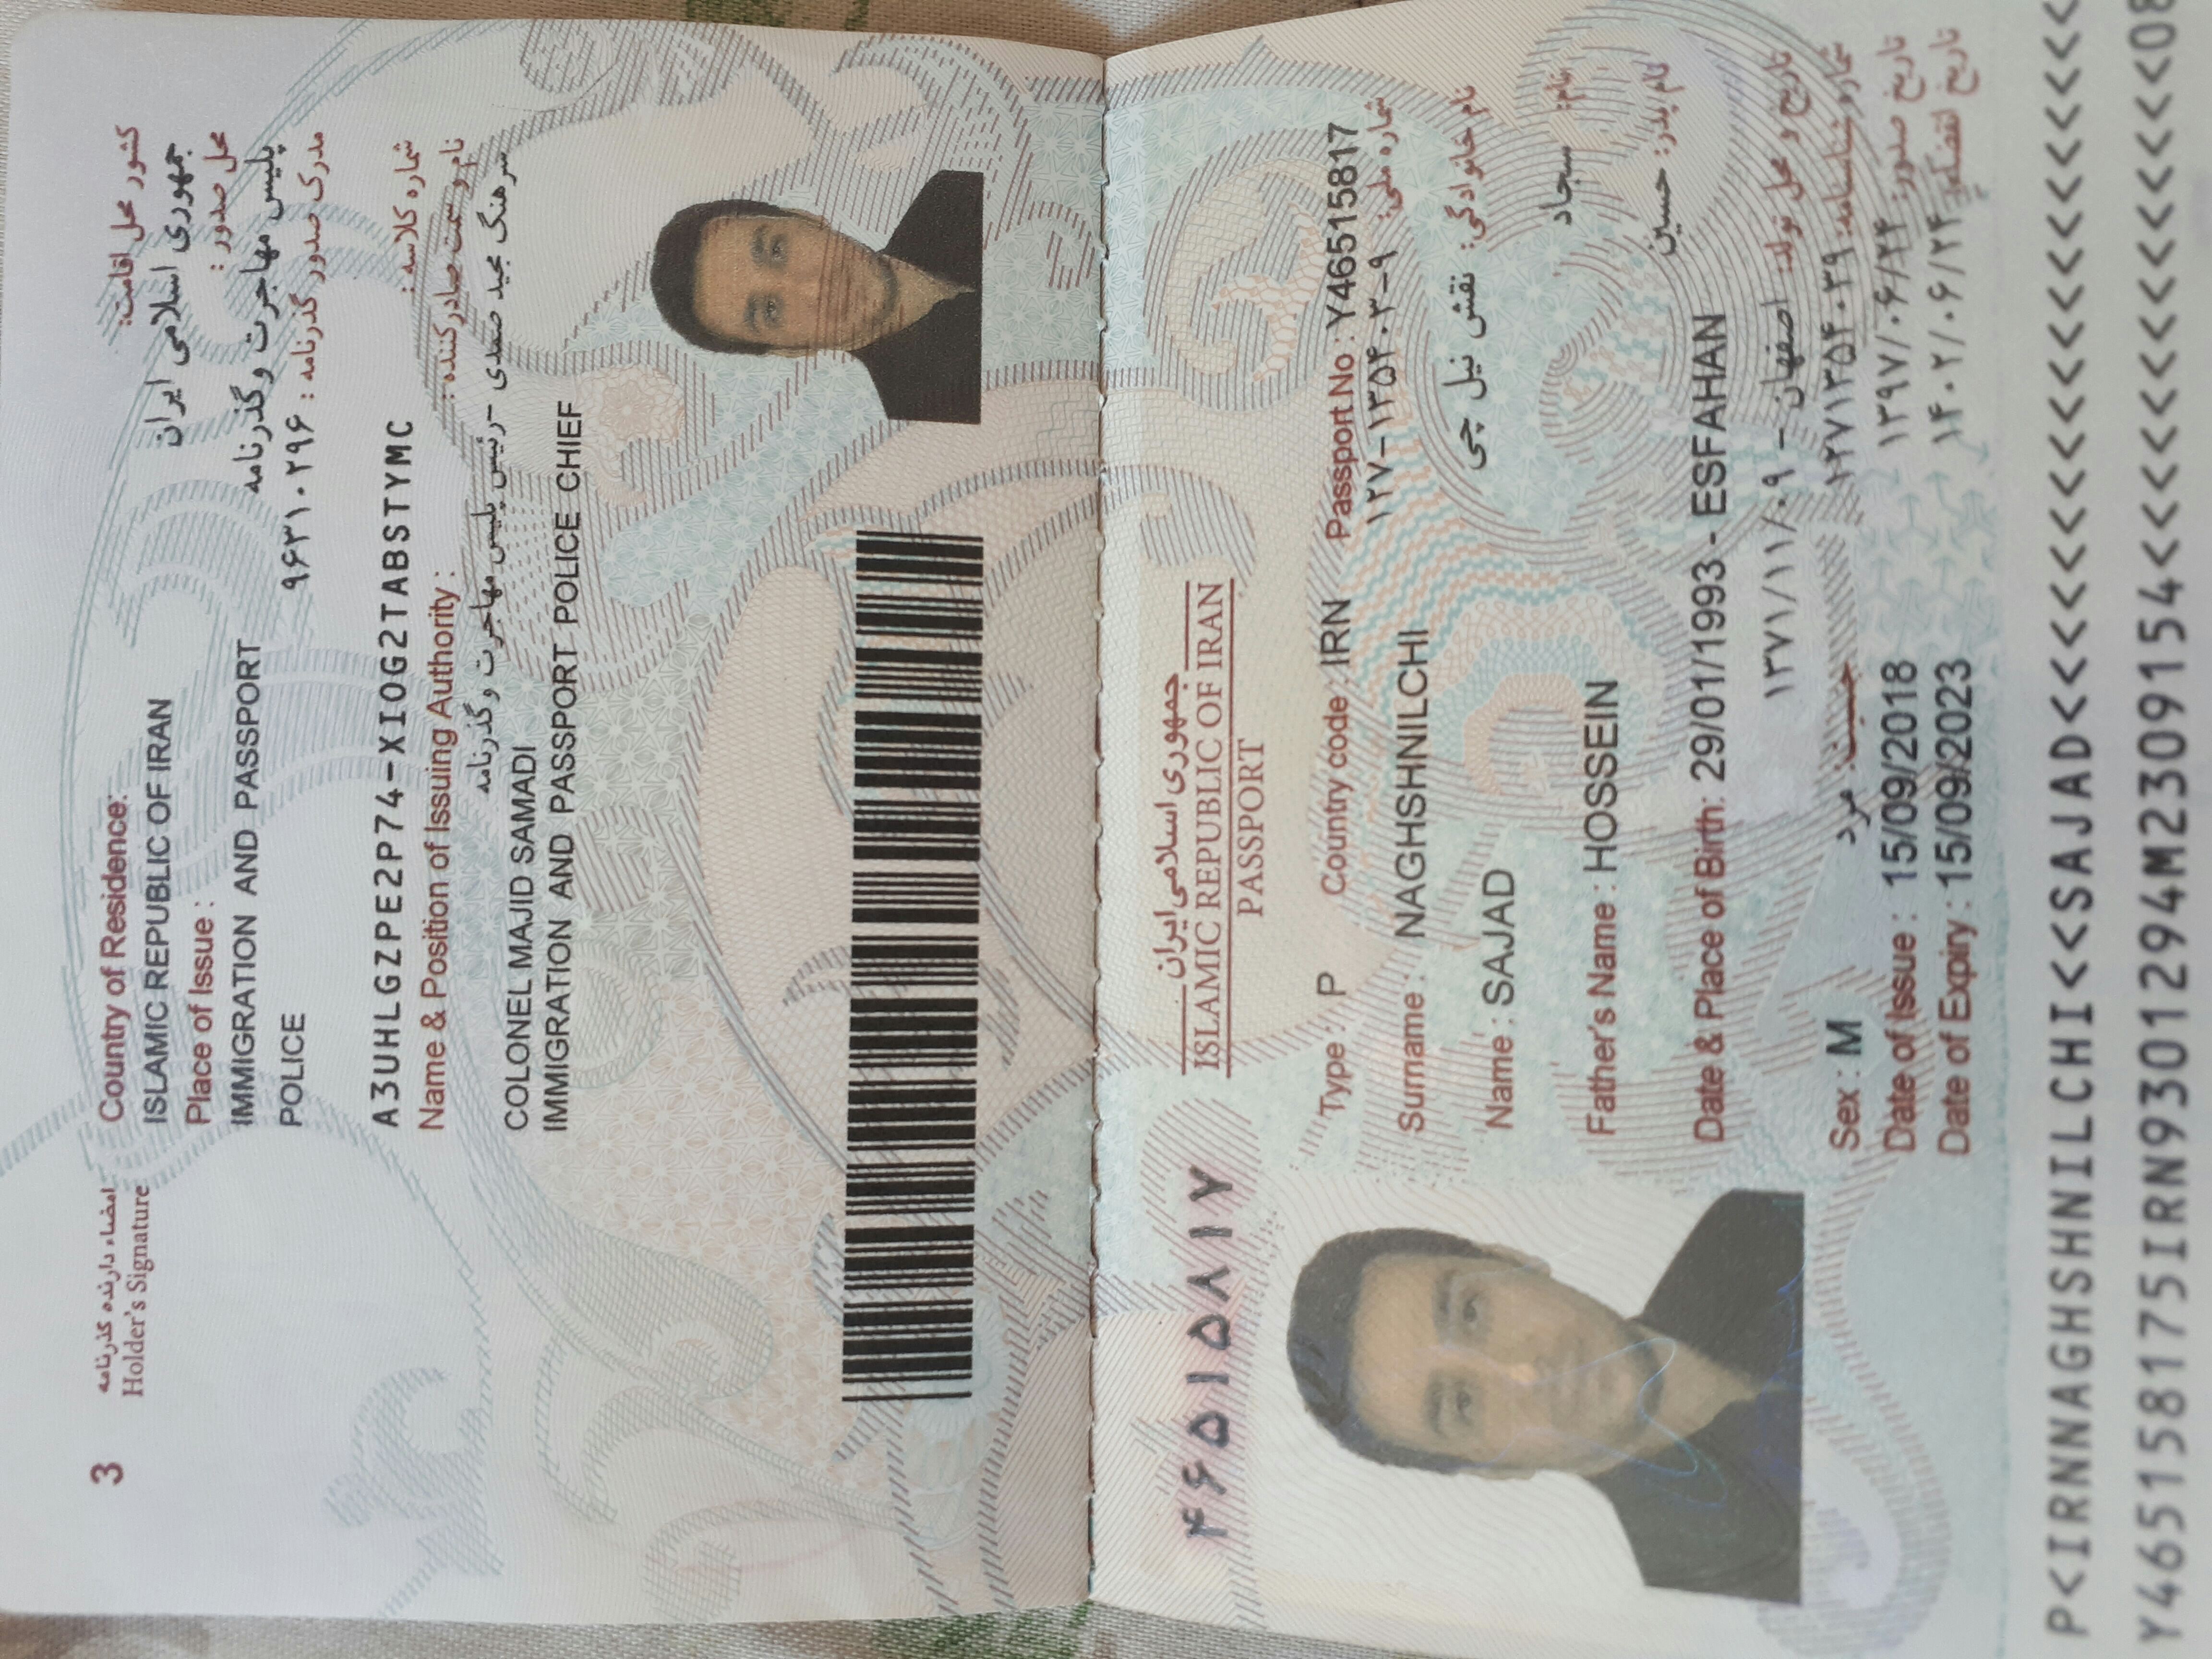 3
امضاء دارنده گذرنامه
Holder's Signature
Country of Residence:
کشور محل اقامت:
ISLAMIC REPUBLIC OF IRAN
جمهوری اسلامی ایران
Place of Issue :
محل صدور :
IMMIGRATION AND PASSPORT
پلیس مهاجرت وگذرنامه
POLICE
مدرک صدور گذرنامه : ۹۶۳۱۰۲۹۶
شماره کلاسه :
A3UHLGZPE2P74-XIOG2TABSTYMC
Name & Position of Issuing Authority :
نام و سمت صادرکننده :
سرهنگ مجید صمدی -رئیس پلیس مهاجرت وگذرنامه
COLONEL MAJID SAMADI
IMMIGRATION AND PASSPORT POLICE CHIEF
جمهوری اسلامی ایران
ISLAMIC REPUBLIC OF IRAN
PASSPORT
۴۶۵۱۵۸۱۷
Type : P Country code : IRN Passport No : Y46515817
شماره ملی: ۱۲۷-۱۳۵۴۰۳-۹
Surname : NAGHSHNILCHI
نام خانوادگی: نقش نیل چی
Name : SAJAD
نام: سجاد
Father's Name : HOSSEIN
نام پدر: حسین
Date & Place of Birth: 29/01/1993 - ESFAHAN
تاریخ و محل تولد: اصفهان - ۱۳۷۱/۱۱/۰۹
Sex : M
جنسیت: مرد
شماره شناسنامه: ۱۲۷۱۳۵۴۰۳۹
Date of Issue : 15/09/2018
تاریخ صدور: ۱۳۹۷/۰۶/۲۴
Date of Expiry : 15/09/2023
تاریخ انقضاء: ۱۴۰۲/۰۶/۲۴
P<IRNNAGHSHNILCHI<<SAJAD<<<<<<<<<<<<<<<<<<
Y465158175IRN9301294M2309154<<<<<<<<<<<<<<08